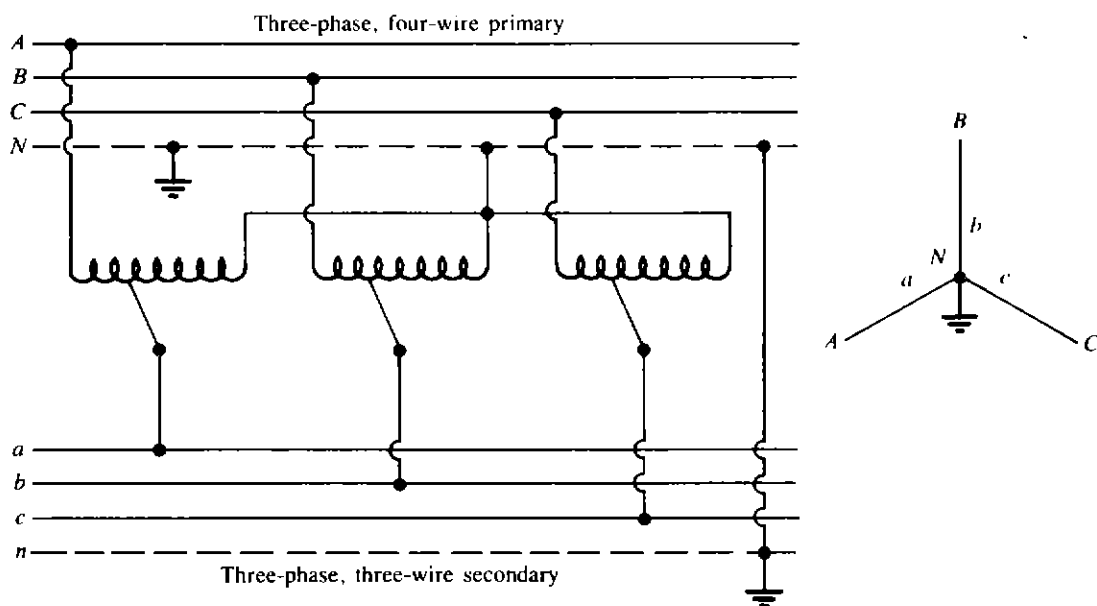 Three-phase, four-wire primary
A
B
C
N
B
b
N
a
c
A
C
a
b
c
n
Three-phase, three-wire secondary